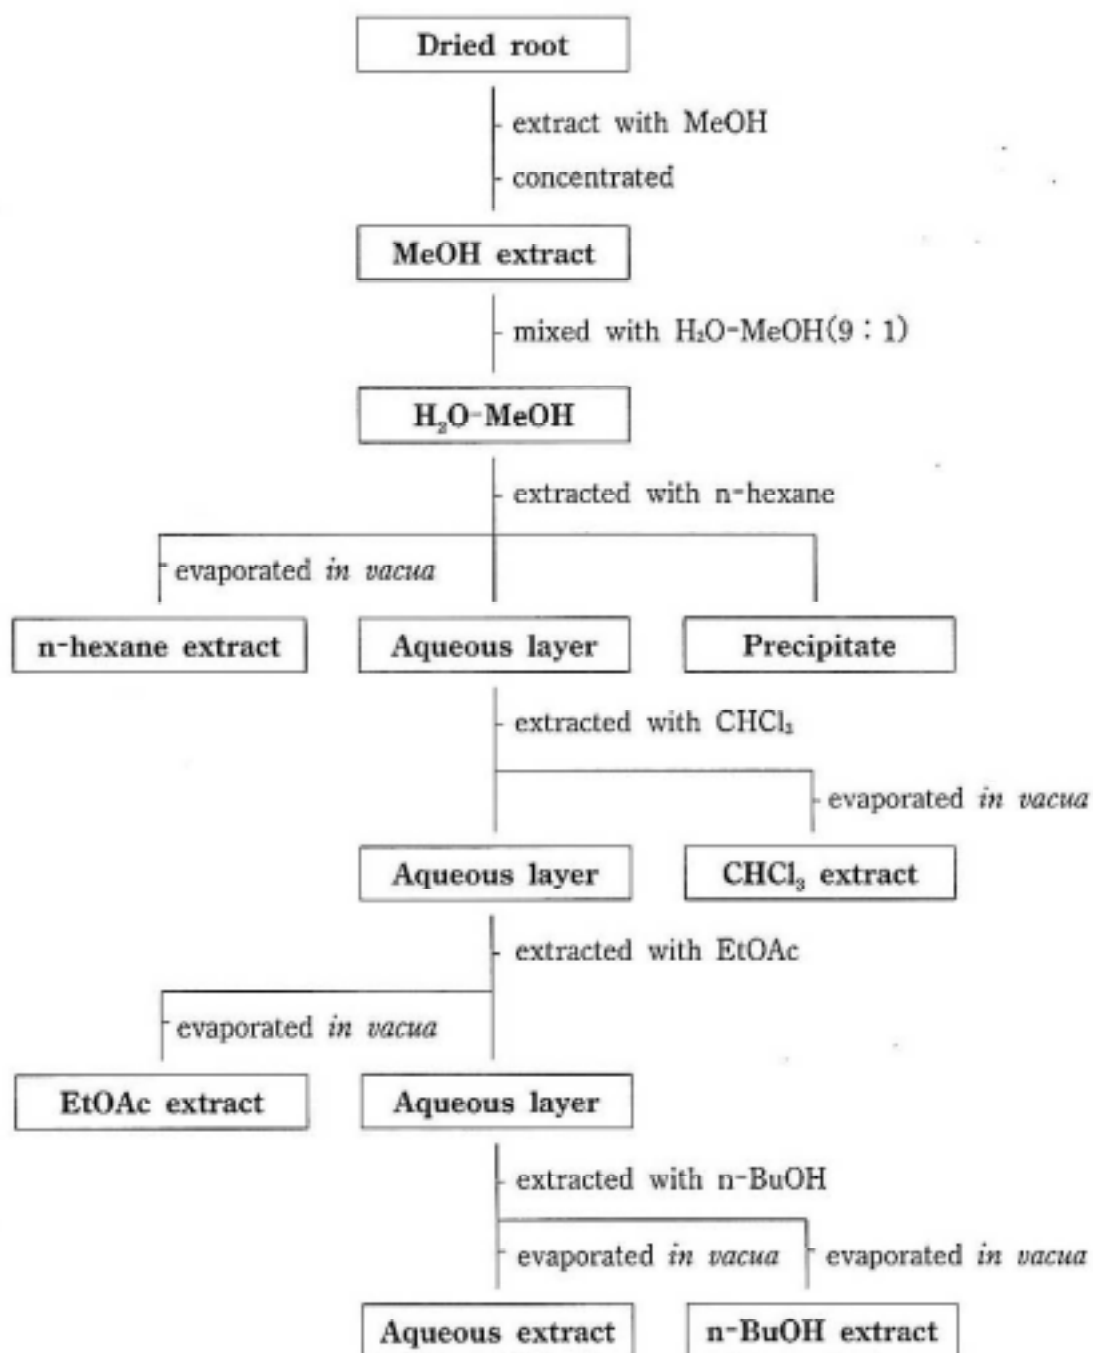 Dried root
extract with MeOH
concentrated
MeOH extract
mixed with H₂O-MeOH(9 : 1)
H₂O-MeOH
extracted with n-hexane
evaporated in vacua
n-hexane extract
Aqueous layer
Precipitate
extracted with CHCl₃
evaporated in vacua
Aqueous layer
CHCl₃ extract
extracted with EtOAc
evaporated in vacua
EtOAc extract
Aqueous layer
extracted with n-BuOH
evaporated in vacua
evaporated in vacua
Aqueous extract
n-BuOH extract